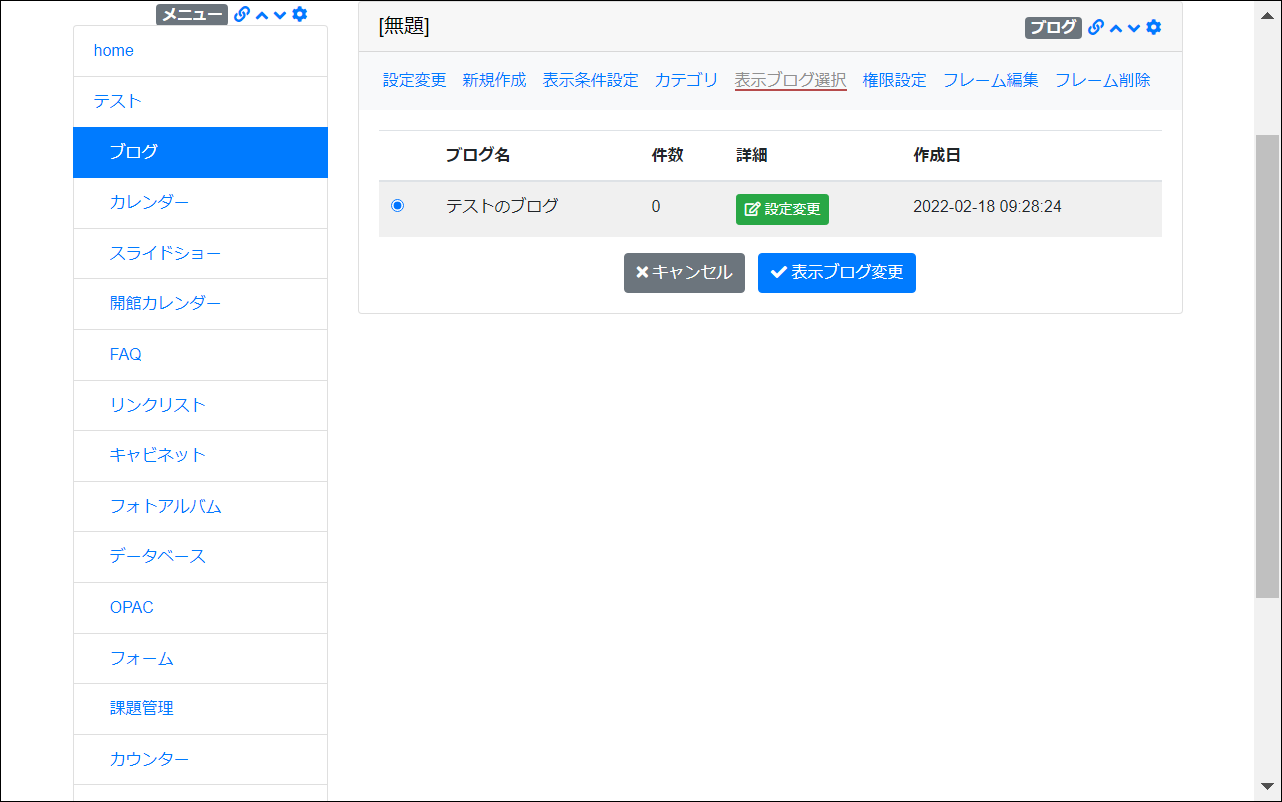 メニュー
home
テスト
ブログ
カレンダー
スライドショー
開館カレンダー
FAQ
リンクリスト
キャビネット
フォトアルバム
データベース
OPAC
フォーム
課題管理
カウンター
[無題]
ブログ
設定変更 新規作成 表示条件設定 カテゴリ 表示ブログ選択 権限設定 フレーム編集 フレーム削除
ブログ名 件数 詳細 作成日
テストのブログ 0 設定変更 2022-02-18 09:28:24
キャンセル 表示ブログ変更